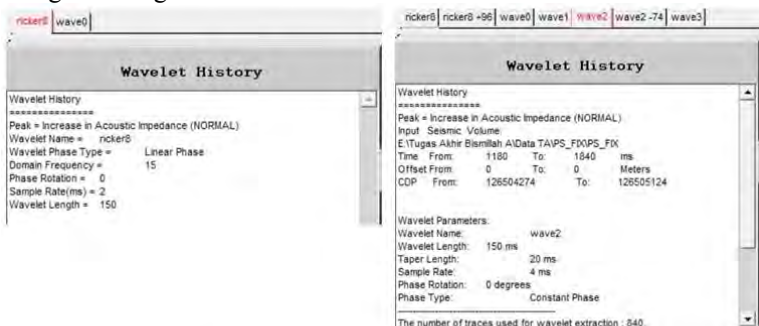 ricker8 wave0
Wavelet History
Wavelet History
===============
Peak = Increase in Acoustic Impedance (NORMAL)
Wavelet Name = ricker8
Wavelet Phase Type = Linear Phase
Domain Frequency = 15
Phase Rotation = 0
Sample Rate(ms) = 2
Wavelet Length = 150
ricker8 ricker8 +96 wave0 wave1 wave2 wave2 -74 wave3
Wavelet History
Wavelet History
===============
Peak = Increase in Acoustic Impedance (NORMAL)
Input Seismic Volume:
E:\Tugas Akhir Bismillah A\Data TA\PS_FIX\PS_FIX
Time From: 1180 To: 1840 ms
Offset From: 0 To: 0 Meters
CDP From: 126504274 To: 126505124
Wavelet Parameters:
Wavelet Name: wave2
Wavelet Length: 150 ms
Taper Length: 20 ms
Sample Rate: 4 ms
Phase Rotation: 0 degrees
Phase Type: Constant Phase
The number of traces used for wavelet extraction : 840